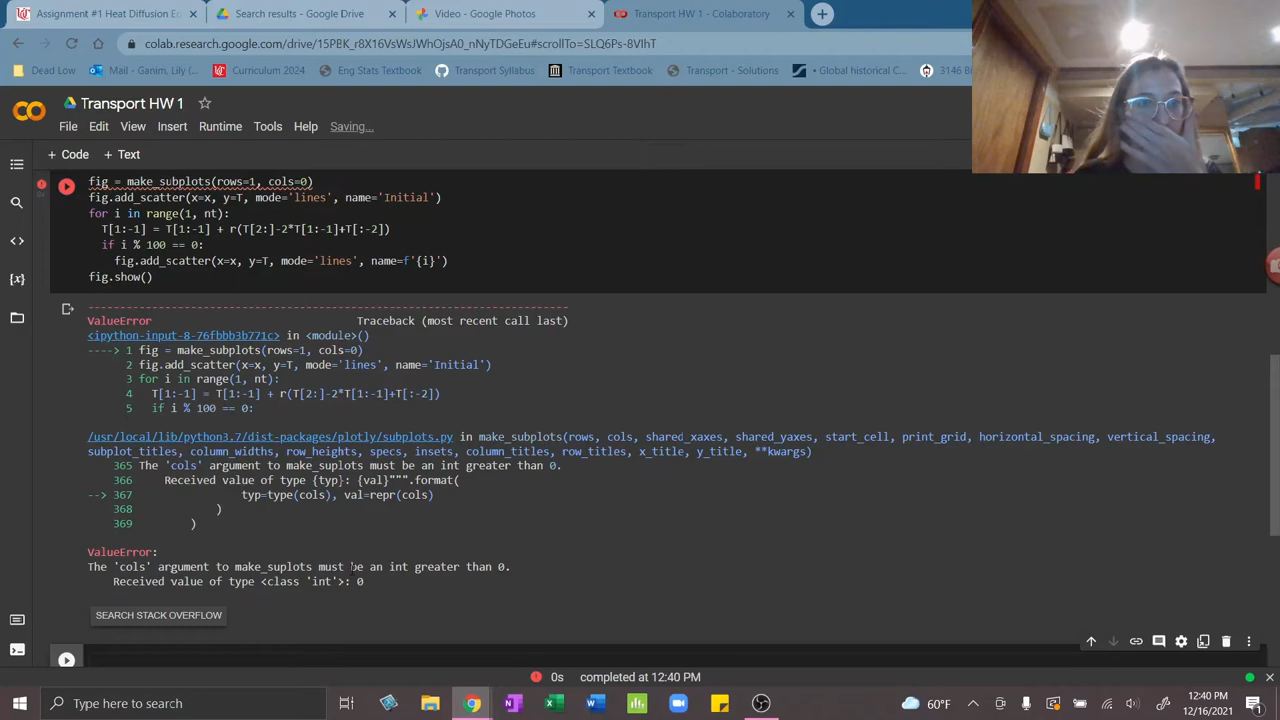 Assignment #1 Heat Diffusion Ed
Search results - Google Drive
Video - Google Photos
Transport HW 1 - Colaboratory
colab.research.google.com/drive/15PBK_r8X16VsWsJWhOjsA0_nNyTDGeEu#scrollTo=SLQ6Ps-8VIhT
Dead Low
Mail - Ganim, Lily (
Curriculum 2024
Eng Stats Textbook
Transport Syllabus
Transport Textbook
Transport - Solutions
Global historical C...
3146 B
Transport HW 1
File Edit View Insert Runtime Tools Help Saving...
+ Code + Text
fig = make_subplots(rows=1, cols=0)
fig.add_scatter(x=x, y=T, mode='lines', name='Initial')
for i in range(1, nt):
T[1:-1] = T[1:-1] + r(T[2:]-2*T[1:-1]+T[:-2])
if i % 100 == 0:
fig.add_scatter(x=x, y=T, mode='lines', name=f'{i}')
fig.show()
---------------------------------------------------------------------------
ValueError Traceback (most recent call last)
<ipython-input-8-76fbbb3b771c> in <module>()
----> 1 fig = make_subplots(rows=1, cols=0)
2 fig.add_scatter(x=x, y=T, mode='lines', name='Initial')
3 for i in range(1, nt):
4 T[1:-1] = T[1:-1] + r(T[2:]-2*T[1:-1]+T[:-2])
5 if i % 100 == 0:
/usr/local/lib/python3.7/dist-packages/plotly/subplots.py in make_subplots(rows, cols, shared_xaxes, shared_yaxes, start_cell, print_grid, horizontal_spacing, vertical_spacing,
subplot_titles, column_widths, row_heights, specs, insets, column_titles, row_titles, x_title, y_title, **kwargs)
365 The 'cols' argument to make_suplots must be an int greater than 0.
366 Received value of type {typ}: {val}""".format(
--> 367 typ=type(cols), val=repr(cols)
368 )
369 )
ValueError:
The 'cols' argument to make_suplots must be an int greater than 0.
Received value of type <class 'int'>: 0
SEARCH STACK OVERFLOW
0s completed at 12:40 PM
Type here to search
60°F
12:40 PM
12/16/2021